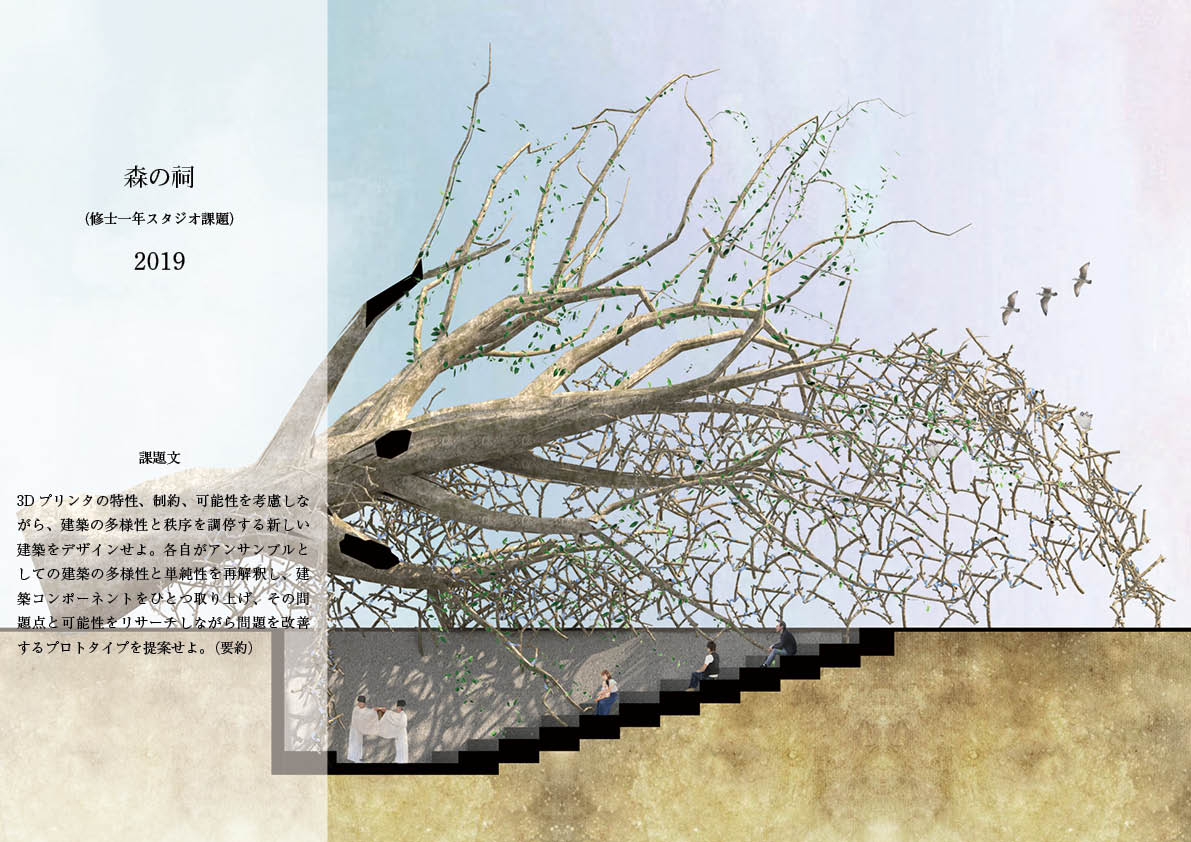 森の祠
(修士一年スタジオ課題)
2019
課題文
3D プリンタの特性、制約、可能性を考慮しな
がら、建築の多様性と秩序を調停する新しい
建築をデザインせよ。各自がアンサンブルと
しての建築の多様性と単純性を再解釈し、建
築コンポーネントをひとつ取り上げ、その問
題点と可能性をリサーチしながら問題を改善
するプロトタイプを提案せよ。(要約)